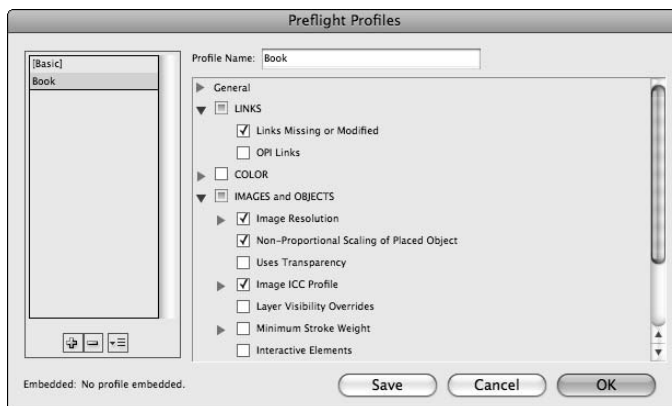 Preflight Profiles
[Basic]
Book
Profile Name: Book
General
LINKS
Links Missing or Modified
OPI Links
COLOR
IMAGES and OBJECTS
Image Resolution
Non-Proportional Scaling of Placed Object
Uses Transparency
Image ICC Profile
Layer Visibility Overrides
Minimum Stroke Weight
Interactive Elements
Embedded: No profile embedded.
Save
Cancel
OK